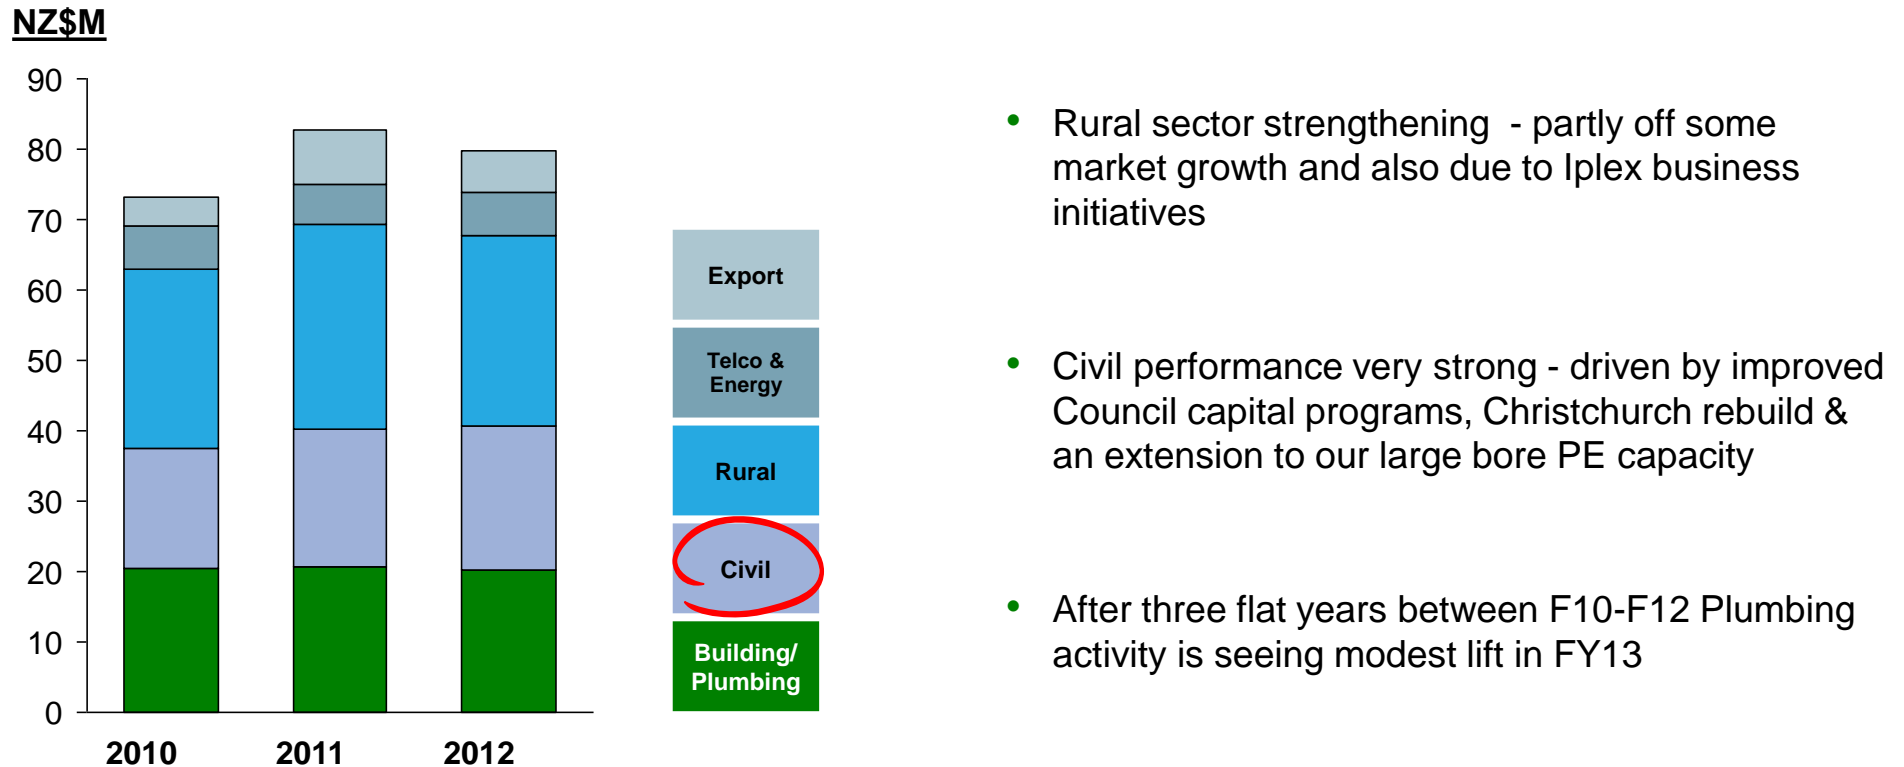 NZ$M
90
80
70
60
50
40
30
20
10
0
2010
2011
2012
Export
Telco &
Energy
Rural
Civil
Building/
Plumbing
• Rural sector strengthening  - partly off some
market growth and also due to Iplex business
initiatives
• Civil performance very strong - driven by improved
Council capital programs, Christchurch rebuild &
an extension to our large bore PE capacity
• After three flat years between F10-F12 Plumbing
activity is seeing modest lift in FY13